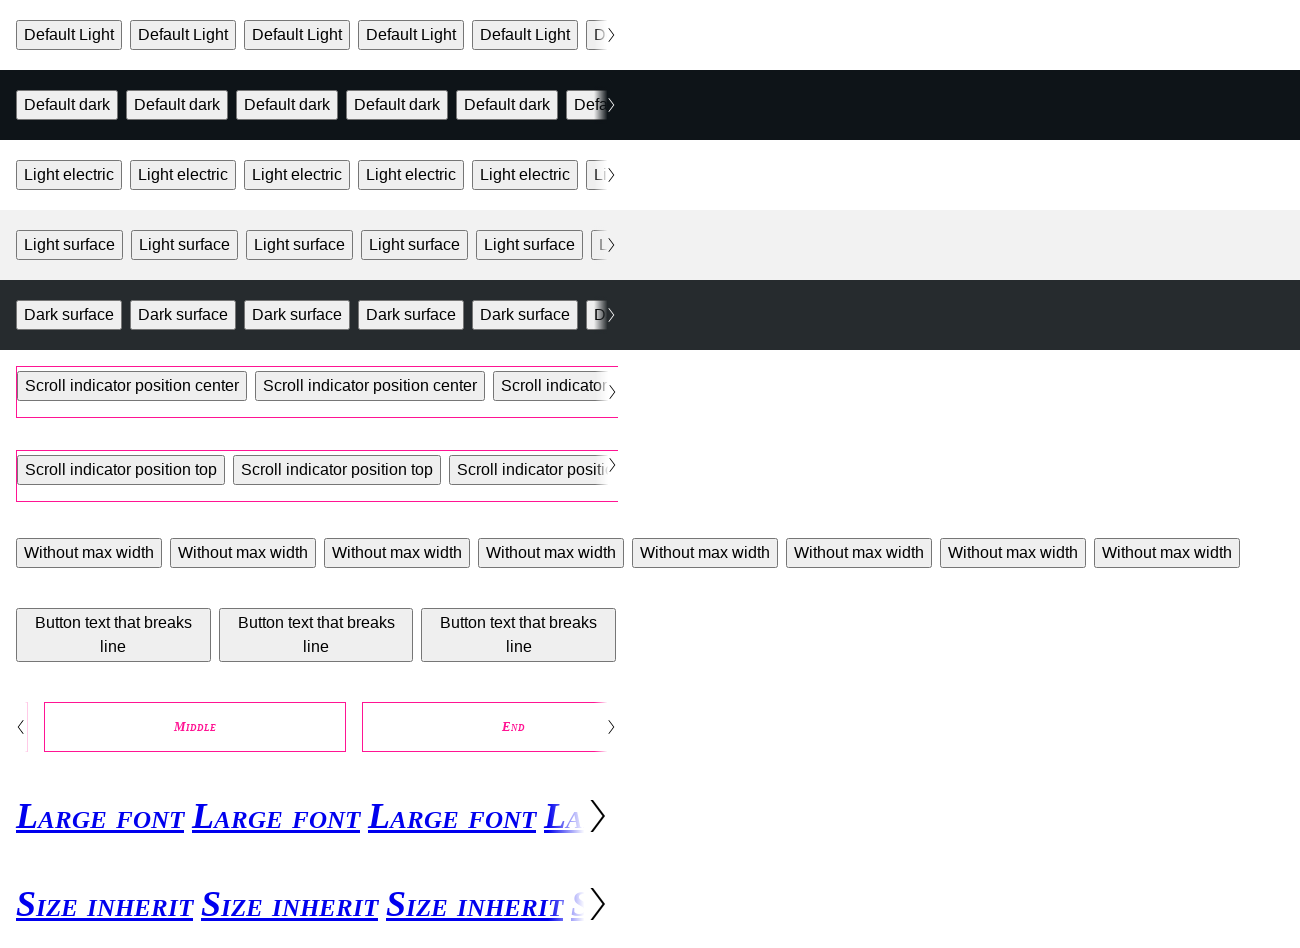 Default Light Default Light Default Light Default Light Default Light
Default dark Default dark Default dark Default dark Default dark
Light electric Light electric Light electric Light electric Light electric
Light surface Light surface Light surface Light surface Light surface
Dark surface Dark surface Dark surface Dark surface Dark surface
Scroll indicator position center Scroll indicator position center Scroll indicator
Scroll indicator position top Scroll indicator position top Scroll indicator
Without max width Without max width Without max width Without max width Without max width Without max width Without max width Without max width
Button text that breaks Button text that breaks Button text that breaks
line line line
Middle End
Large font Large font Large font
Size inherit Size inherit Size inherit